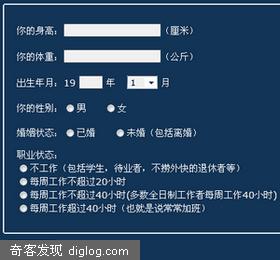 你的身高: （厘米）
你的体重: （公斤）
出生年月: 19 年 1 月
你的性别: 男 女
婚姻状态: 已婚 未婚（包括离婚）
职业状态:
不工作（包括学生，待业者，不捞外快的退休者等）
每周工作不超过20小时
每周工作不超过40小时(多数全日制工作者每周工作40小时)
每周工作超过40小时（也就是说常常加班）
奇客发现 diglog.com